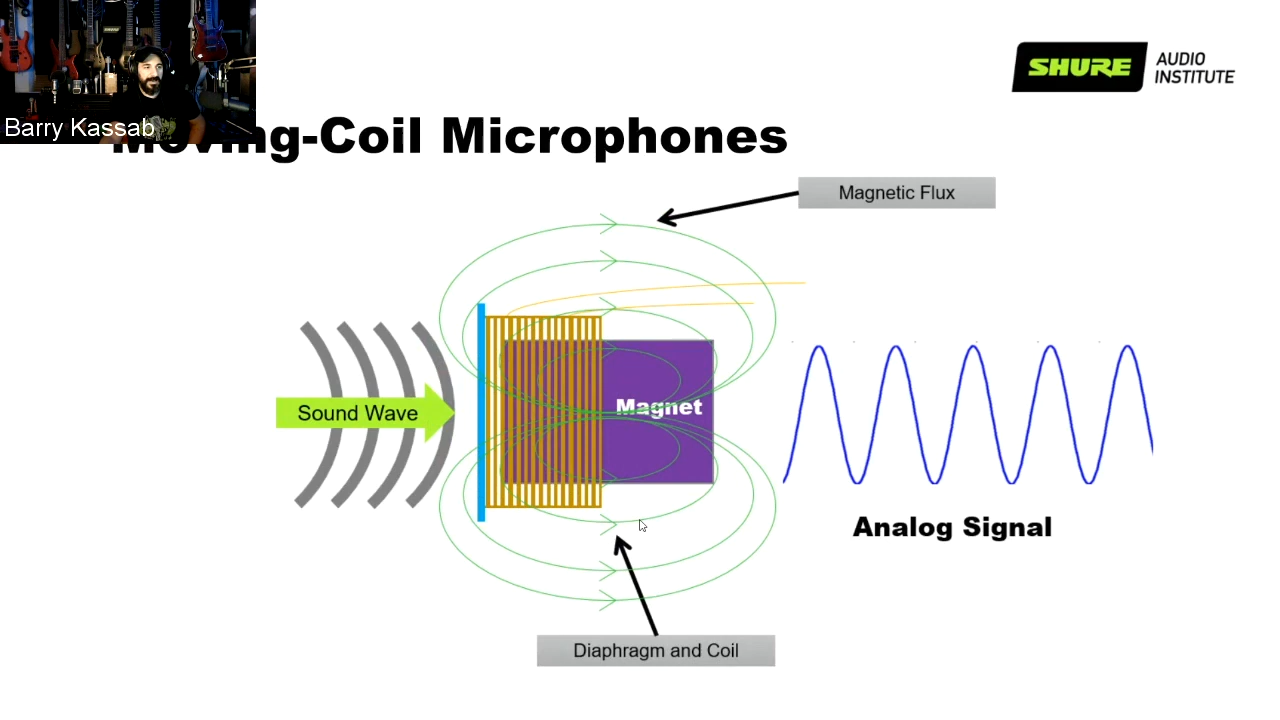 SHURE
AUDIO
INSTITUTE
Barry Kassab
Moving-Coil Microphones
Magnetic Flux
Sound Wave
Magnet
Analog Signal
Diaphragm and Coil